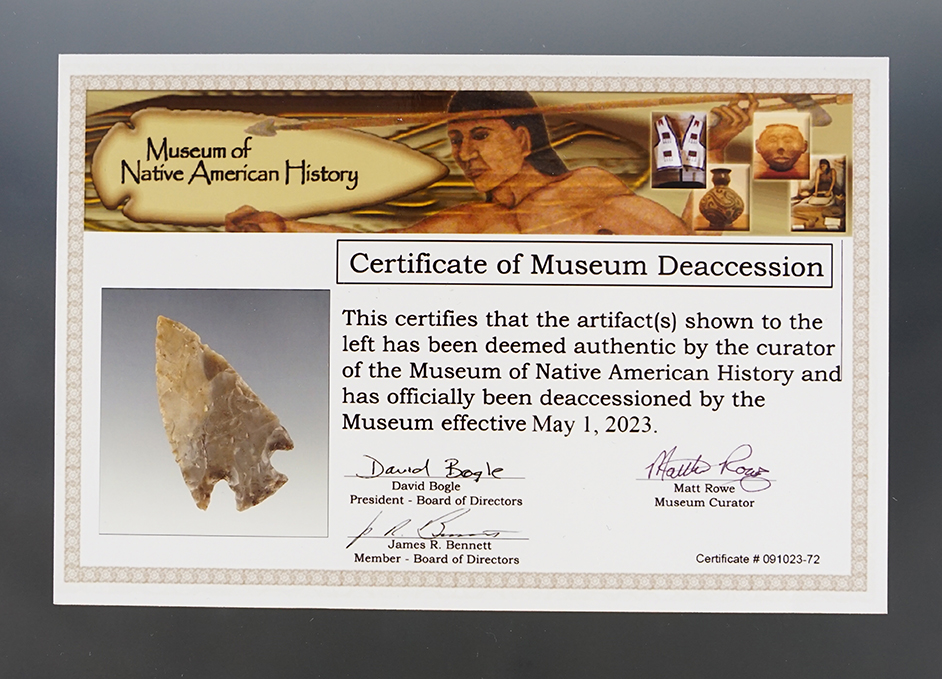 Museum of
Native American History
Certificate of Museum Deaccession
This certifies that the artifact(s) shown to the
left has been deemed authentic by the curator
of the Museum of Native American History and
has officially been deaccessioned by the
Museum effective May 1, 2023.
David Bogle
David Bogle
President - Board of Directors
Matt Rowe
Matt Rowe
Museum Curator
J. R. Bennett
James R. Bennett
Member - Board of Directors
Certificate # 091023-72